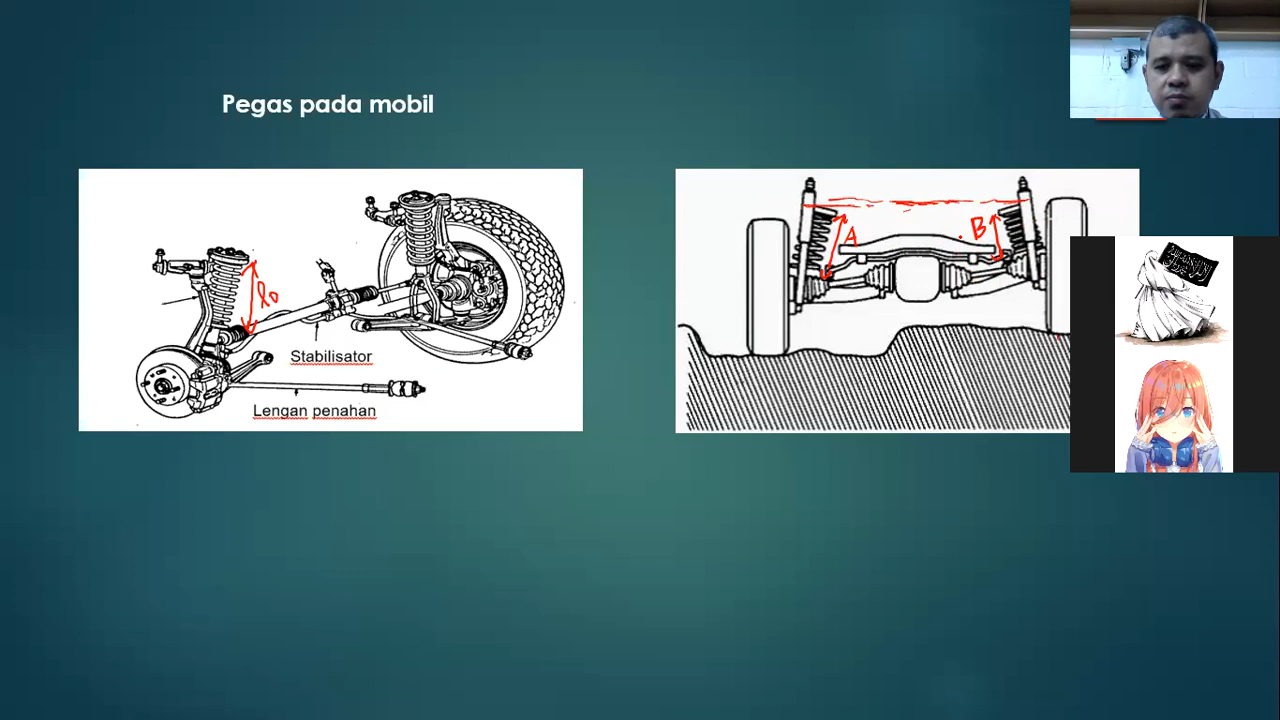 Pegas pada mobil
l₀
Stabilisator
Lengan penahan
A
B